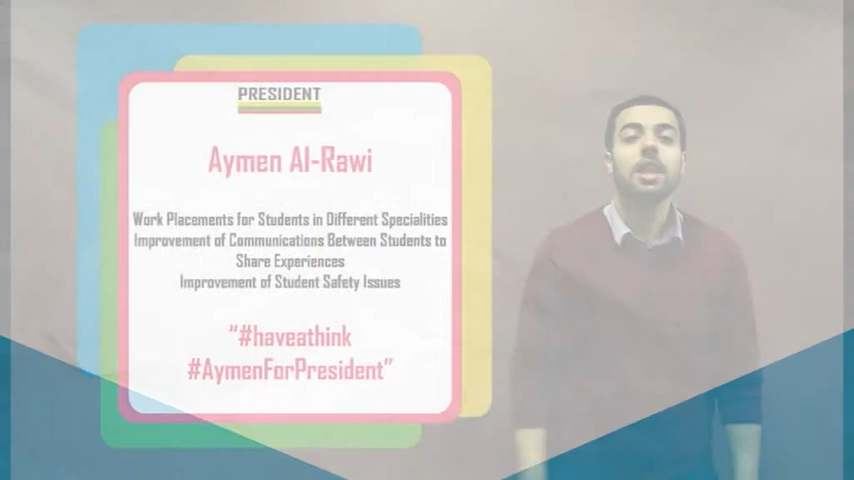 PRESIDENT
Aymen Al-Rawi
Work Placements for Students in Different Specialities
Improvement of Communications Between Students to
Share Experiences
Improvement of Student Safety Issues
“#haveathink
#AymenForPresident”